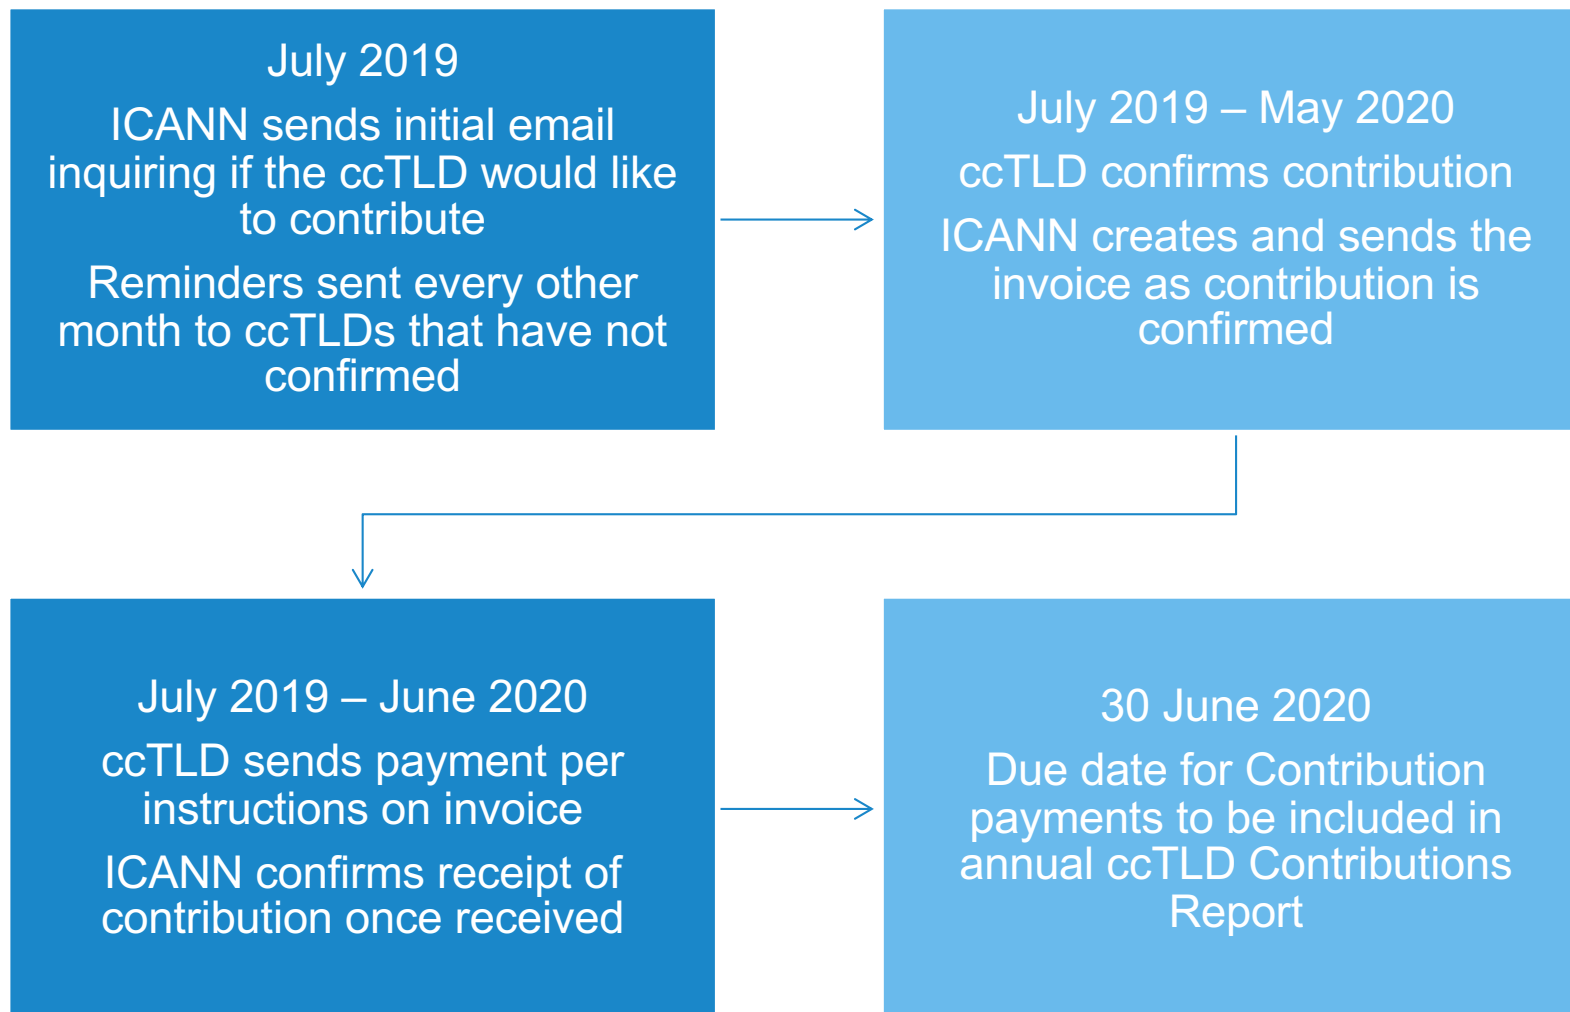 July 2019
ICANN sends initial email
inquiring if the ccTLD would like
to contribute
Reminders sent every other
month to ccTLDs that have not
confirmed
July 2019 – May 2020
ccTLD confirms contribution
ICANN creates and sends the
invoice as contribution is
confirmed
July 2019 – June 2020
ccTLD sends payment per
instructions on invoice
ICANN confirms receipt of
contribution once received
30 June 2020
Due date for Contribution
payments to be included in
annual ccTLD Contributions
Report